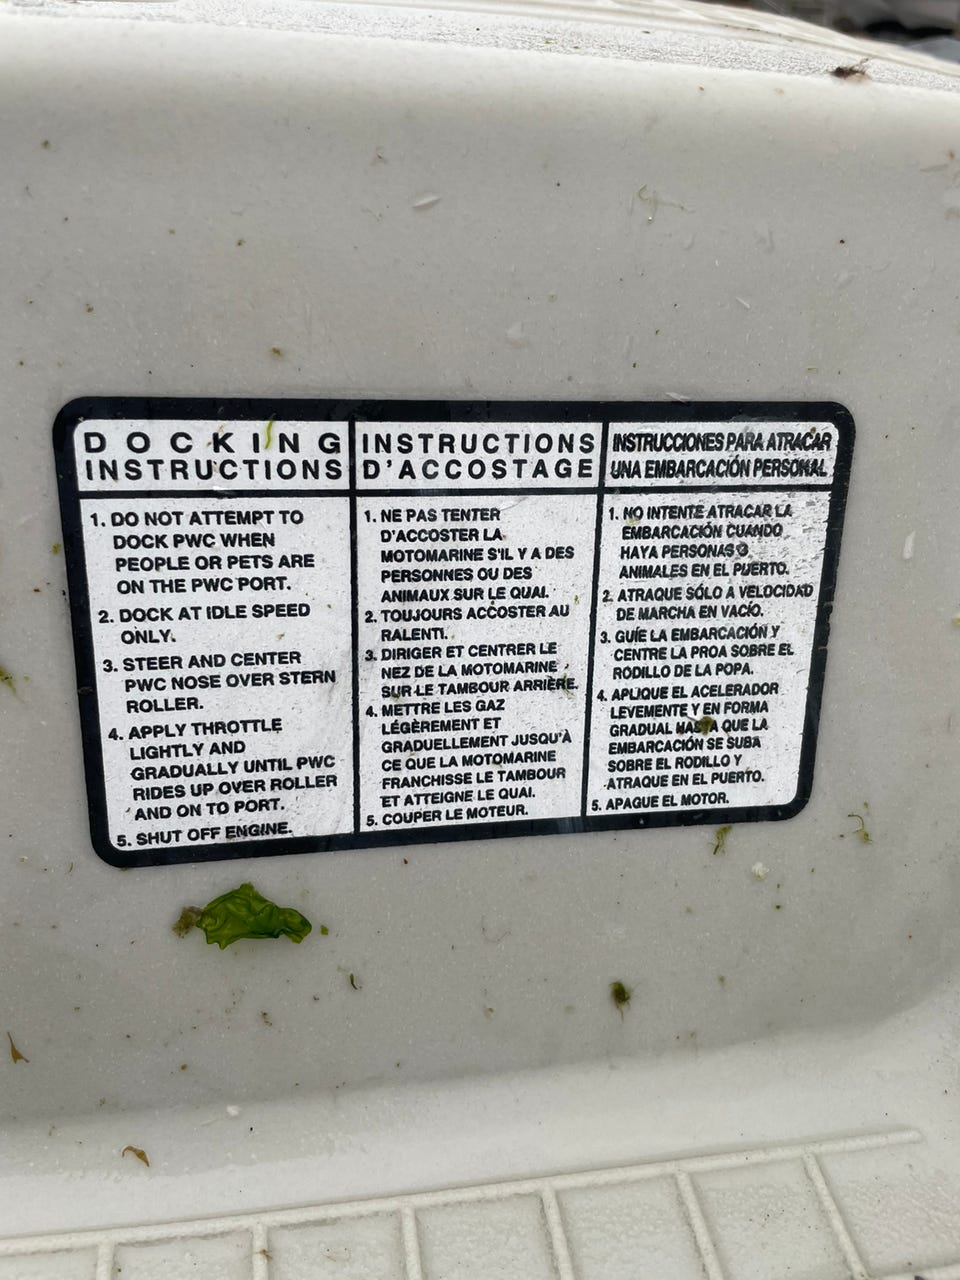 DOCKING
INSTRUCTIONS
1. DO NOT ATTEMPT TO
DOCK PWC WHEN
PEOPLE OR PETS ARE
ON THE PWC PORT.
2. DOCK AT IDLE SPEED
ONLY.
3. STEER AND CENTER
PWC NOSE OVER STERN
ROLLER.
4. APPLY THROTTLE
LIGHTLY AND
GRADUALLY UNTIL PWC
RIDES UP OVER ROLLER
AND ON TO PORT.
5. SHUT OFF ENGINE.
INSTRUCTIONS
D'ACCOSTAGE
1. NE PAS TENTER
D'ACCOSTER LA
MOTOMARINE S'IL Y A DES
PERSONNES OU DES
ANIMAUX SUR LE QUAI.
2. TOUJOURS ACCOSTER AU
RALENTI.
3. DIRIGER ET CENTRER LE
NEZ DE LA MOTOMARINE
SUR LE TAMBOUR ARRIÈRE.
4. METTRE LES GAZ
LÉGÈREMENT ET
GRADUELLEMENT JUSQU'À
CE QUE LA MOTOMARINE
FRANCHISSE LE TAMBOUR
ET ATTEIGNE LE QUAI.
5. COUPER LE MOTEUR.
INSTRUCCIONES PARA ATRACAR
UNA EMBARCACIÓN PERSONAL
1. NO INTENTE ATRACAR LA
EMBARCACIÓN CUANDO
HAYA PERSONAS O
ANIMALES EN EL PUERTO.
2. ATRAQUE SÓLO A VELOCIDAD
DE MARCHA EN VACÍO.
3. GUÍE LA EMBARCACIÓN Y
CENTRE LA PROA SOBRE EL
RODILLO DE LA POPA.
4. APLIQUE EL ACELERADOR
LEVEMENTE Y EN FORMA
GRADUAL HASTA QUE LA
EMBARCACIÓN SE SUBA
SOBRE EL RODILLO Y
ATRAQUE EN EL PUERTO.
5. APAGUE EL MOTOR.